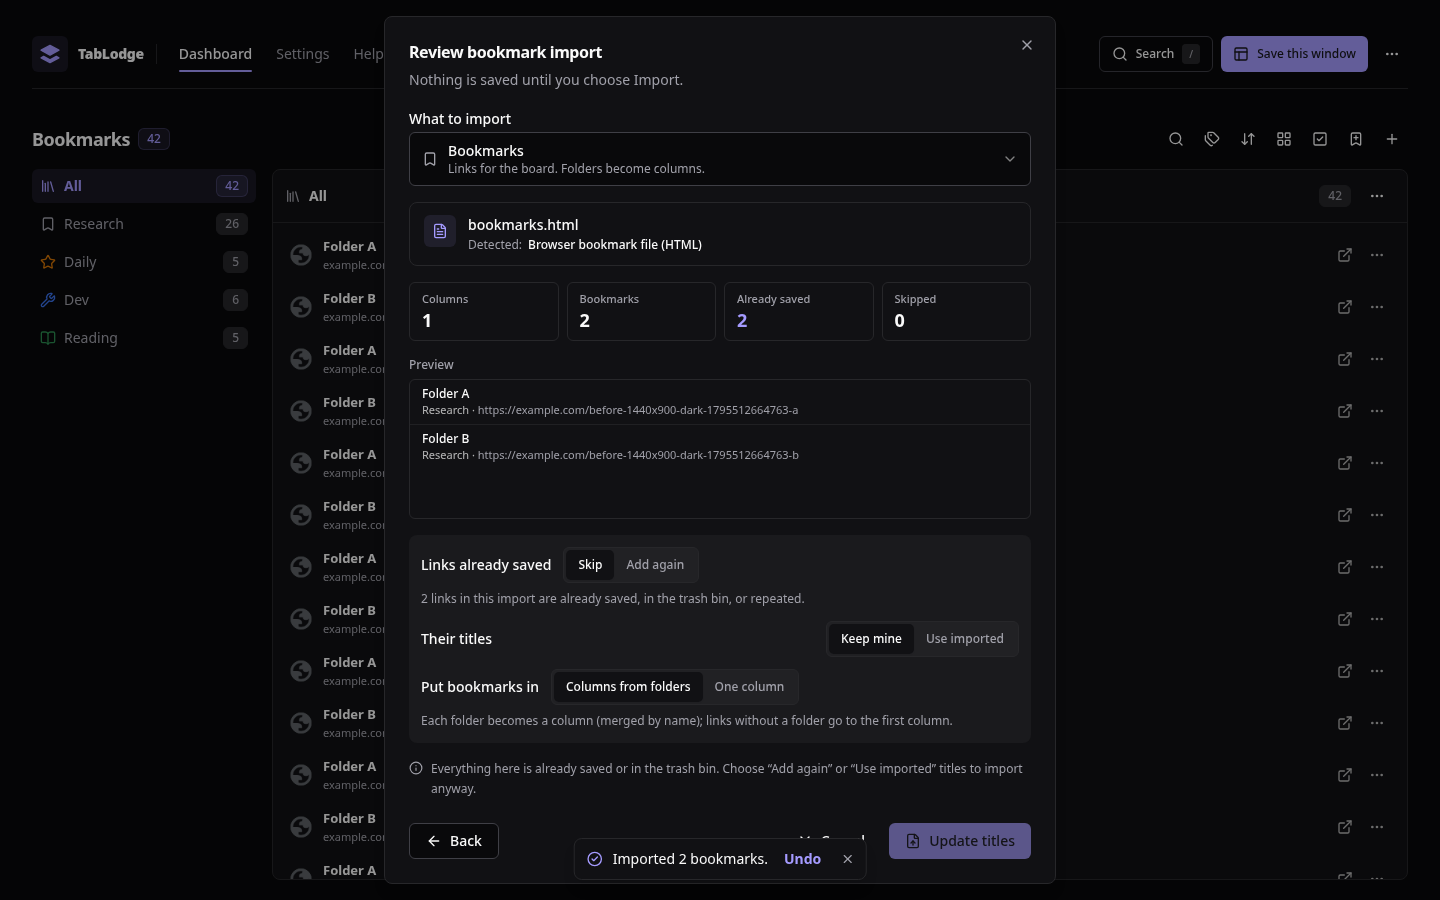 TabLodge
Dashboard
Settings
Help
Search
/
Save this window
Bookmarks
42
All
42
Research
26
Daily
5
Dev
6
Reading
5
All
42
Folder A
Folder B
Folder A
Folder B
Folder A
Folder B
Folder A
Folder B
Folder A
Folder B
Folder A
Folder B
Folder A
Review bookmark import
Nothing is saved until you choose Import.
What to import
Bookmarks
Links for the board. Folders become columns.
bookmarks.html
Detected: Browser bookmark file (HTML)
Columns
1
Bookmarks
2
Already saved
2
Skipped
0
Preview
Folder A
Research · https://example.com/before-1440x900-dark-1795512664763-a
Folder B
Research · https://example.com/before-1440x900-dark-1795512664763-b
Links already saved
Skip
Add again
2 links in this import are already saved, in the trash bin, or repeated.
Their titles
Keep mine
Use imported
Put bookmarks in
Columns from folders
One column
Each folder becomes a column (merged by name); links without a folder go to the first column.
Everything here is already saved or in the trash bin. Choose “Add again” or “Use imported” titles to import
anyway.
Back
Update titles
Imported 2 bookmarks.
Undo